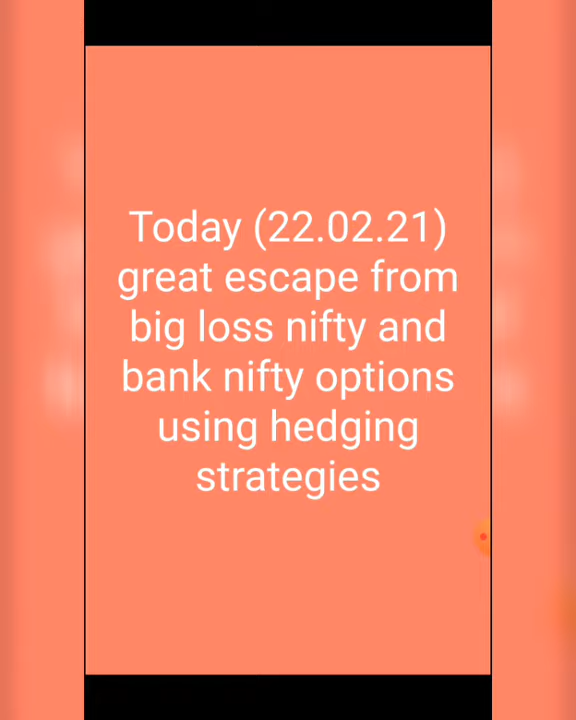 Today (22.02.21)
great escape from
big loss nifty and
bank nifty options
using hedging
strategies